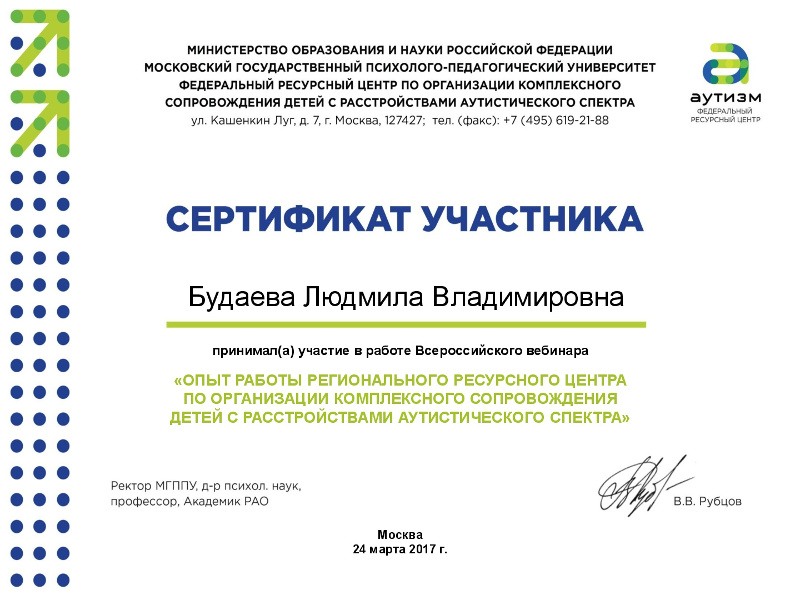 МИНИСТЕРСТВО ОБРАЗОВАНИЯ И НАУКИ РОССИЙСКОЙ ФЕДЕРАЦИИ
МОСКОВСКИЙ ГОСУДАРСТВЕННЫЙ ПСИХОЛОГО-ПЕДАГОГИЧЕСКИЙ УНИВЕРСИТЕТ
ФЕДЕРАЛЬНЫЙ РЕСУРСНЫЙ ЦЕНТР ПО ОРГАНИЗАЦИИ КОМПЛЕКСНОГО
СОПРОВОЖДЕНИЯ ДЕТЕЙ С РАССТРОЙСТВАМИ АУТИСТИЧЕСКОГО СПЕКТРА
ул. Кашенкин Луг, д. 7, г. Москва, 127427; тел. (факс): +7 (495) 619-21-88
аутизм
ФЕДЕРАЛЬНЫЙ
РЕСУРСНЫЙ ЦЕНТР
СЕРТИФИКАТ УЧАСТНИКА
Будаева Людмила Владимировна
принимал(а) участие в работе Всероссийского вебинара
«ОПЫТ РАБОТЫ РЕГИОНАЛЬНОГО РЕСУРСНОГО ЦЕНТРА
ПО ОРГАНИЗАЦИИ КОМПЛЕКСНОГО СОПРОВОЖДЕНИЯ
ДЕТЕЙ С РАССТРОЙСТВАМИ АУТИСТИЧЕСКОГО СПЕКТРА»
Ректор МГППУ, д-р психол. наук,
профессор, Академик РАО
В.В. Рубцов
Москва
24 марта 2017 г.